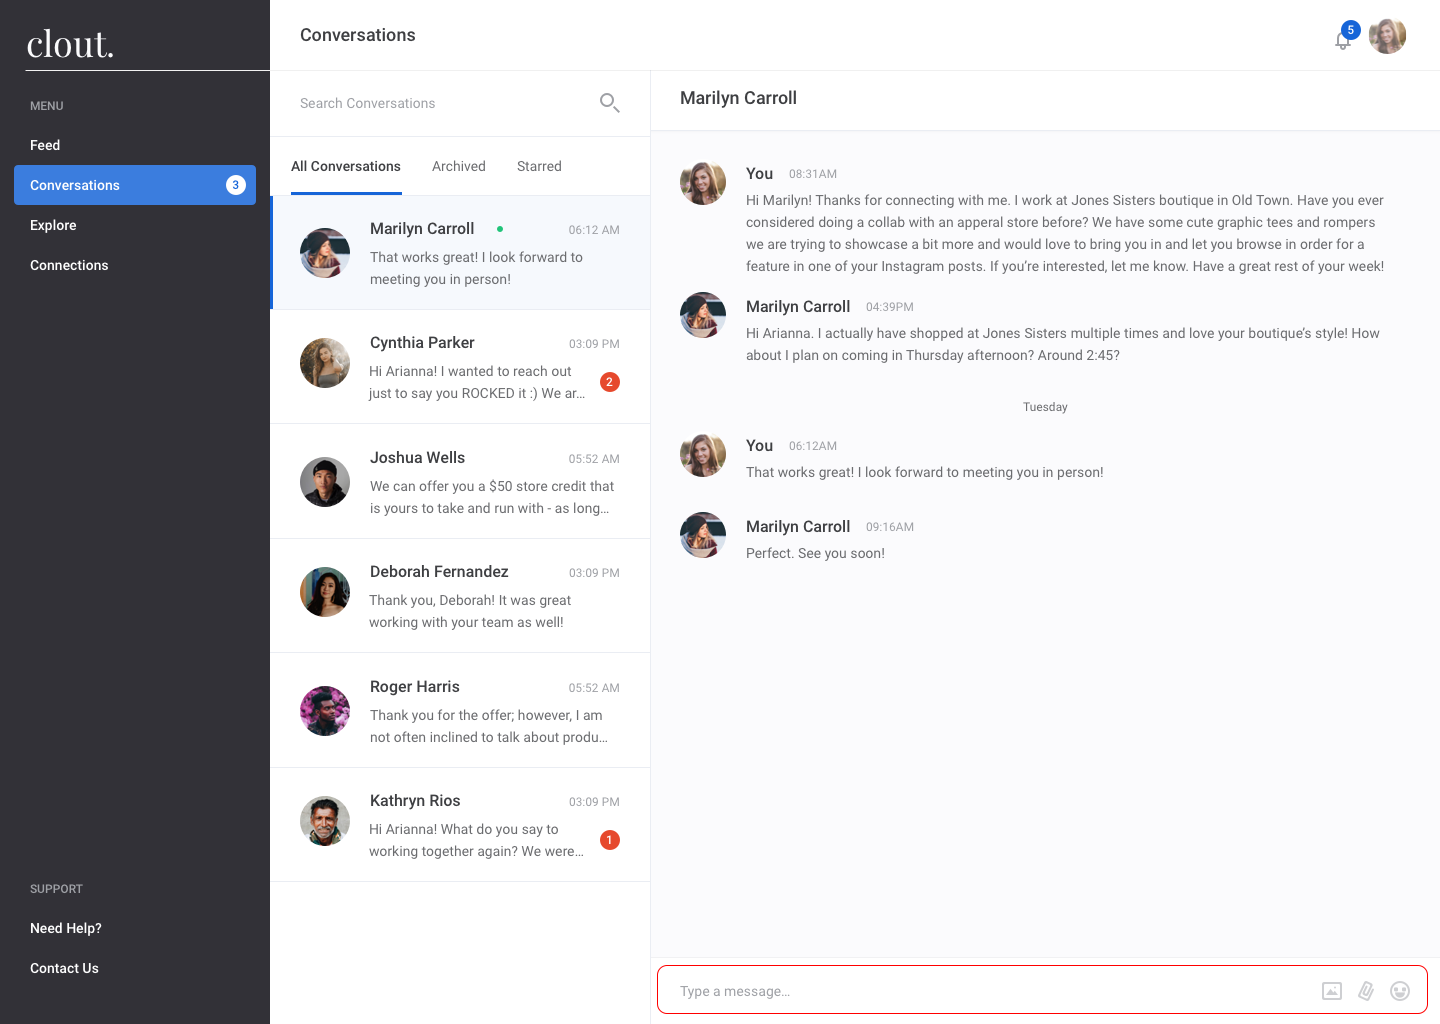 clout.
MENU
Feed
Conversations 3
Explore
Connections
SUPPORT
Need Help?
Contact Us
Conversations
5
Search Conversations
All Conversations Archived Starred
Marilyn Carroll 06:12 AM
That works great! I look forward to
meeting you in person!
Cynthia Parker 03:09 PM
Hi Arianna! I wanted to reach out
just to say you ROCKED it :) We ar...
2
Joshua Wells 05:52 AM
We can offer you a $50 store credit that
is yours to take and run with - as long...
Deborah Fernandez 03:09 PM
Thank you, Deborah! It was great
working with your team as well!
Roger Harris 05:52 AM
Thank you for the offer; however, I am
not often inclined to talk about produ...
Kathryn Rios 03:09 PM
Hi Arianna! What do you say to
working together again? We were...
1
Marilyn Carroll
You 08:31AM
Hi Marilyn! Thanks for connecting with me. I work at Jones Sisters boutique in Old Town. Have you ever
considered doing a collab with an apperal store before? We have some cute graphic tees and rompers
we are trying to showcase a bit more and would love to bring you in and let you browse in order for a
feature in one of your Instagram posts. If you're interested, let me know. Have a great rest of your week!
Marilyn Carroll 04:39PM
Hi Arianna. I actually have shopped at Jones Sisters multiple times and love your boutique's style! How
about I plan on coming in Thursday afternoon? Around 2:45?
Tuesday
You 06:12AM
That works great! I look forward to meeting you in person!
Marilyn Carroll 09:16AM
Perfect. See you soon!
Type a message...